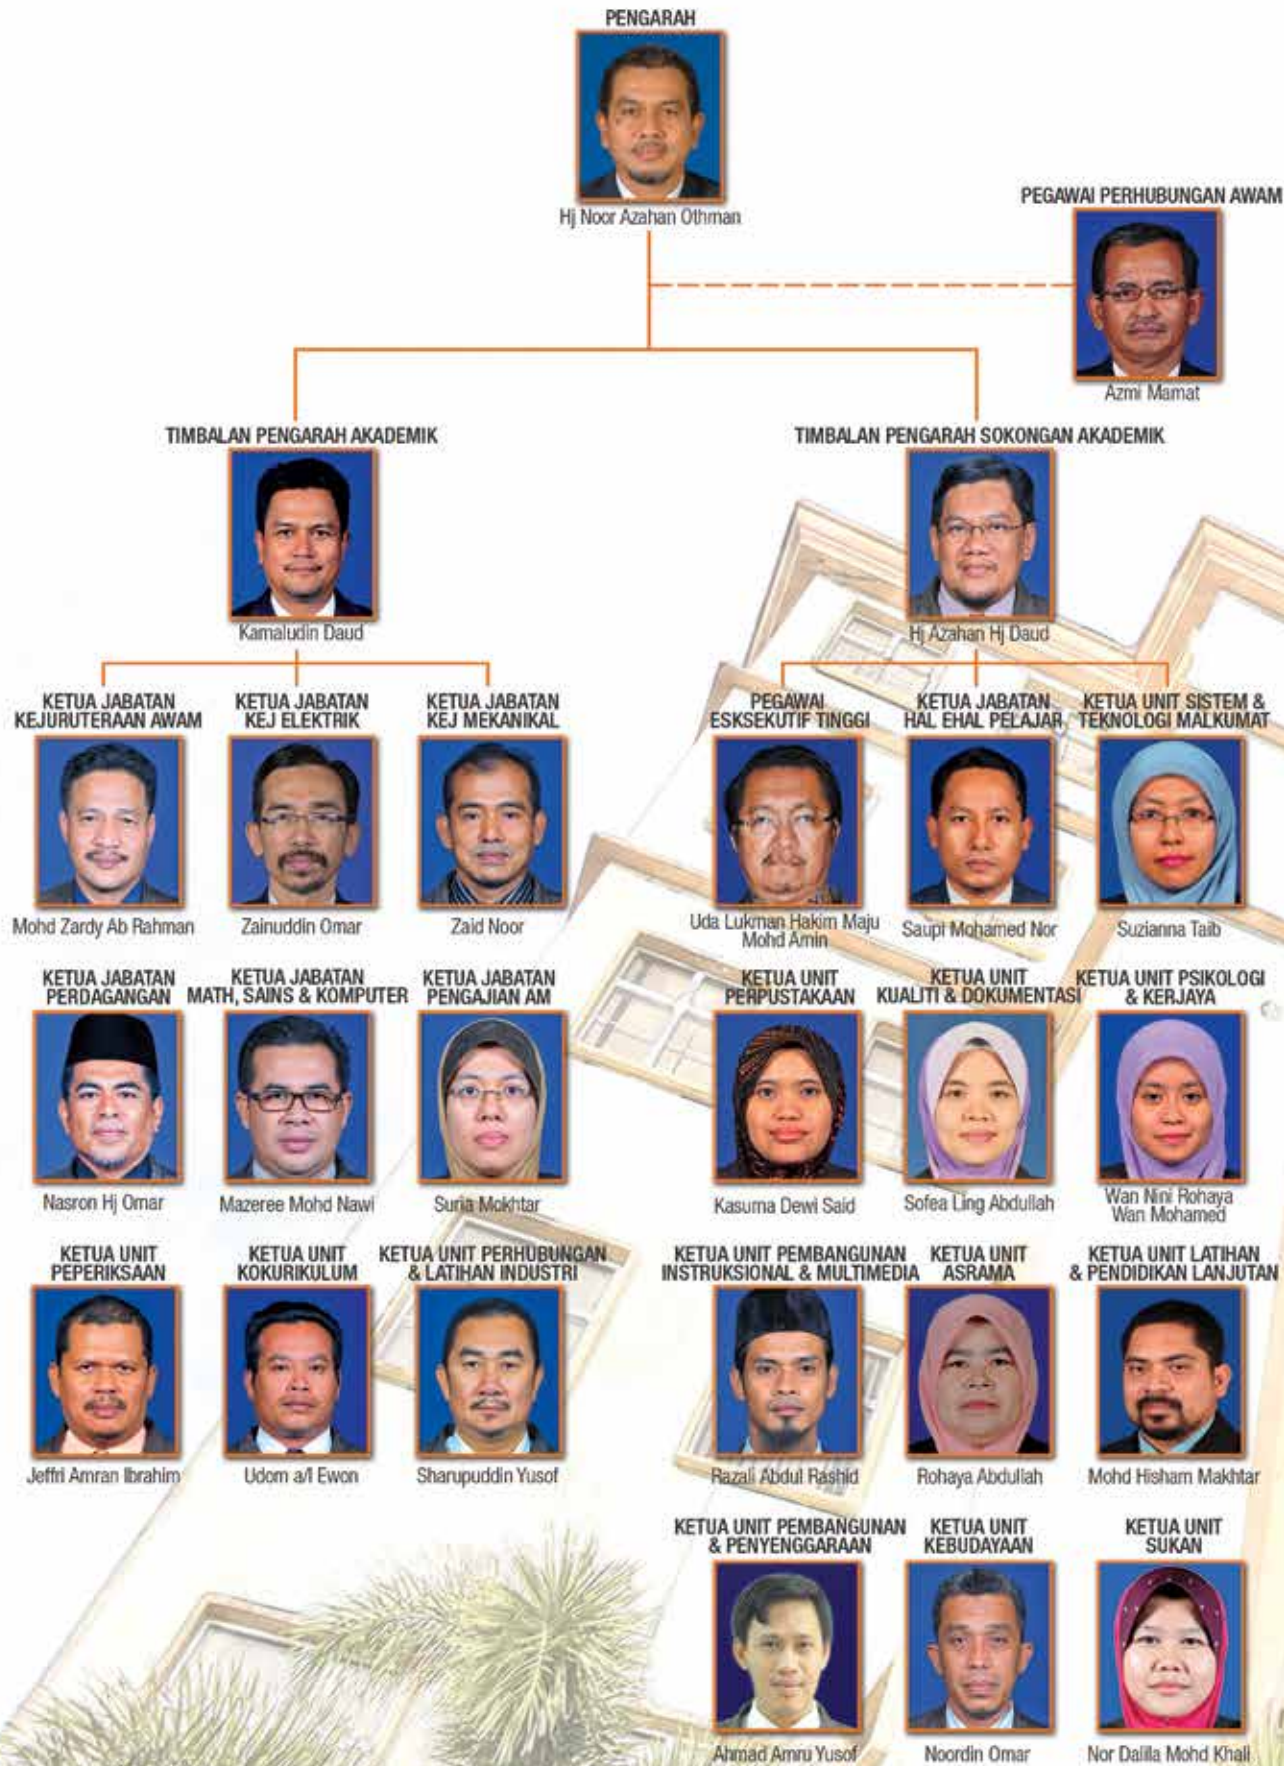 PENGARAH
Hj Noor Azahan Othman
PEGAWAI PERHUBUNGAN AWAM
Azmi Mamat
TIMBALAN PENGARAH AKADEMIK
Kamaludin Daud
TIMBALAN PENGARAH SOKONGAN AKADEMIK
Hj Azahan Hj Daud
KETUA JABATAN
KEJURUTERAAN AWAM
Mohd Zardy Ab Rahman
KETUA JABATAN
KEJ ELEKTRIK
Zainuddin Omar
KETUA JABATAN
KEJ MEKANIKAL
Zaid Noor
PEGAWAI
ESKSEKUTIF TINGGI
Uda Lukman Hakim Maju
Mohd Amin
KETUA JABATAN
HAL EHAL PELAJAR
Saupi Mohamed Nor
KETUA UNIT SISTEM &
TEKNOLOGI MALKUMAT
Suzianna Taib
KETUA JABATAN
PERDAGANGAN
Nasron Hj Omar
KETUA JABATAN
MATH, SAINS & KOMPUTER
Mazeree Mohd Nawi
KETUA JABATAN
PENGAJIAN AM
Suria Mokhtar
KETUA UNIT
PERPUSTAKAAN
Kasuma Dewi Said
KETUA UNIT
KUALITI & DOKUMENTASI
Sofea Ling Abdullah
KETUA UNIT PSIKOLOGI
& KERJAYA
Wan Nini Rohaya
Wan Mohamed
KETUA UNIT
PEPERIKSAAN
Jeffri Amran Ibrahim
KETUA UNIT
KOKURIKULUM
Udom a/l Ewon
KETUA UNIT PERHUBUNGAN
& LATIHAN INDUSTRI
Sharupuddin Yusof
KETUA UNIT PEMBANGUNAN
INSTRUKSIONAL & MULTIMEDIA
Razali Abdul Rashid
KETUA UNIT
ASRAMA
Rohaya Abdullah
KETUA UNIT LATIHAN
& PENDIDIKAN LANJUTAN
Mohd Hisham Makhtar
KETUA UNIT PEMBANGUNAN
& PENYENGGARAAN
Ahmad Amru Yusof
KETUA UNIT
KEBUDAYAAN
Noordin Omar
KETUA UNIT
SUKAN
Nor Dalila Mohd Khali